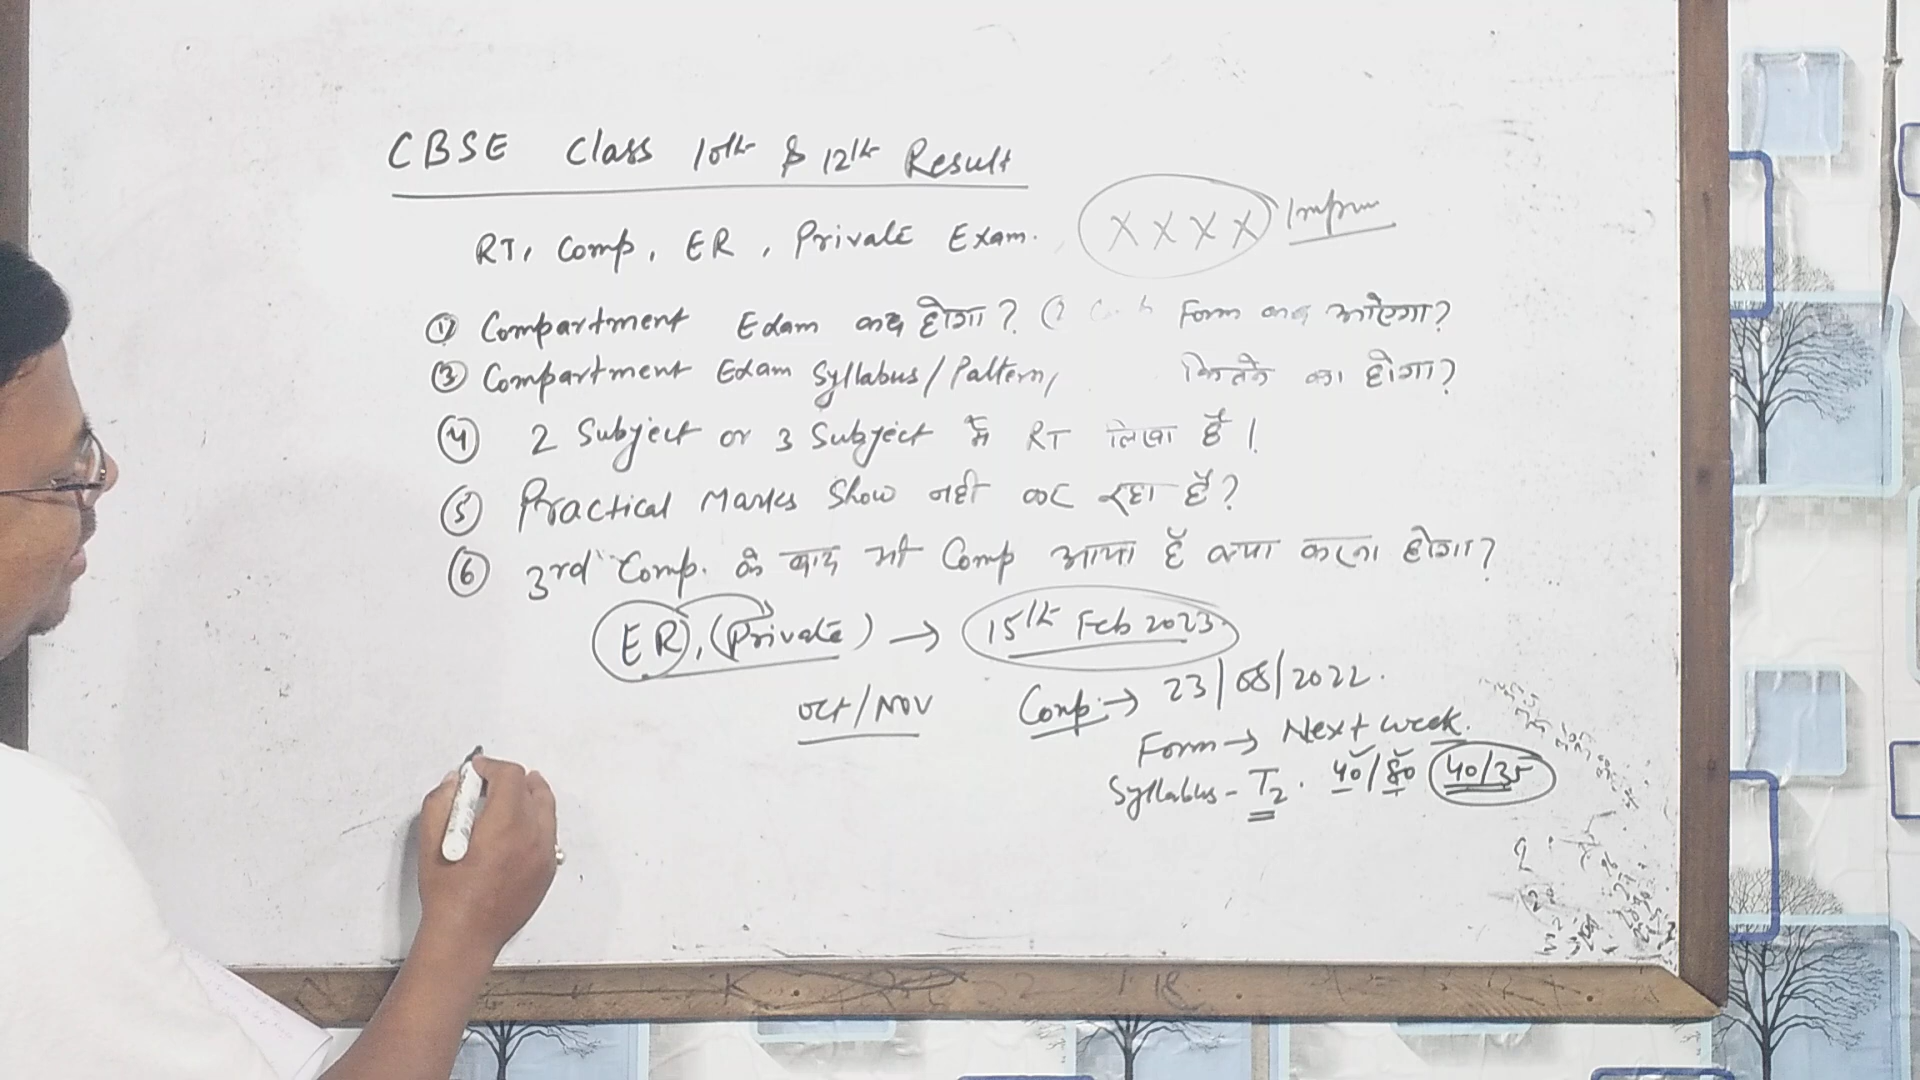 CBSE Class 10th & 12th Result
RT, Comp, ER, Private Exam. X X X X Improv
① Compartment Exam कब होगा? (2 Form कब आएगा?
③ Compartment Exam Syllabus/Pattern, कितने का होगा?
④ 2 Subject or 3 Subject में RT लिखा है।
⑤ Practical Marks Show नही कर रहा है?
⑥ 3rd Comp. के बाद भी Comp आया है क्या करना होगा?
ER, (Private) → 15th Feb 2023
Oct/Nov Comp. → 23/08/2022.
Form → Next week.
Syllabus - T2. 40/80 40/35